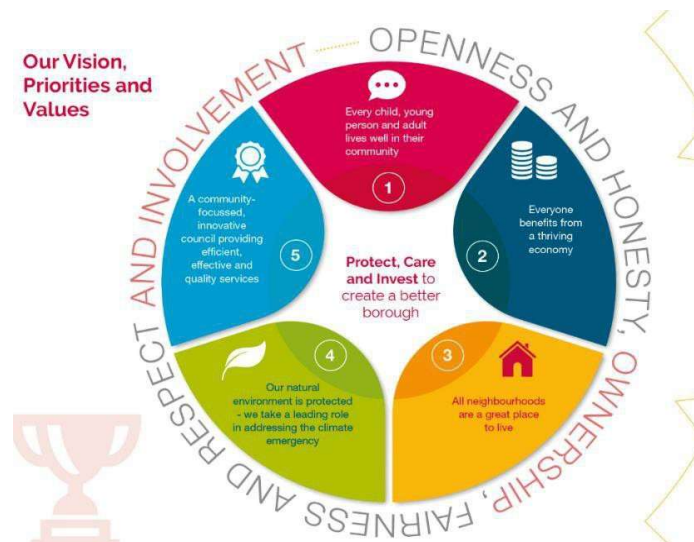 Our Vision,
Priorities and
Values
OPENNESS AND HONESTY, OWNERSHIP, FAIRNESS AND RESPECT AND INVOLVEMENT
Every child, young
person and adult
lives well in their
community
1
Everyone
benefits from
a thriving
economy
2
All neighbourhoods
are a great place
to live
3
Our natural
environment is protected
- we take a leading role
in addressing the climate
emergency
4
A community-
focussed,
innovative
council providing
efficient,
effective and
quality services
5
Protect, Care
and Invest to
create a better
borough